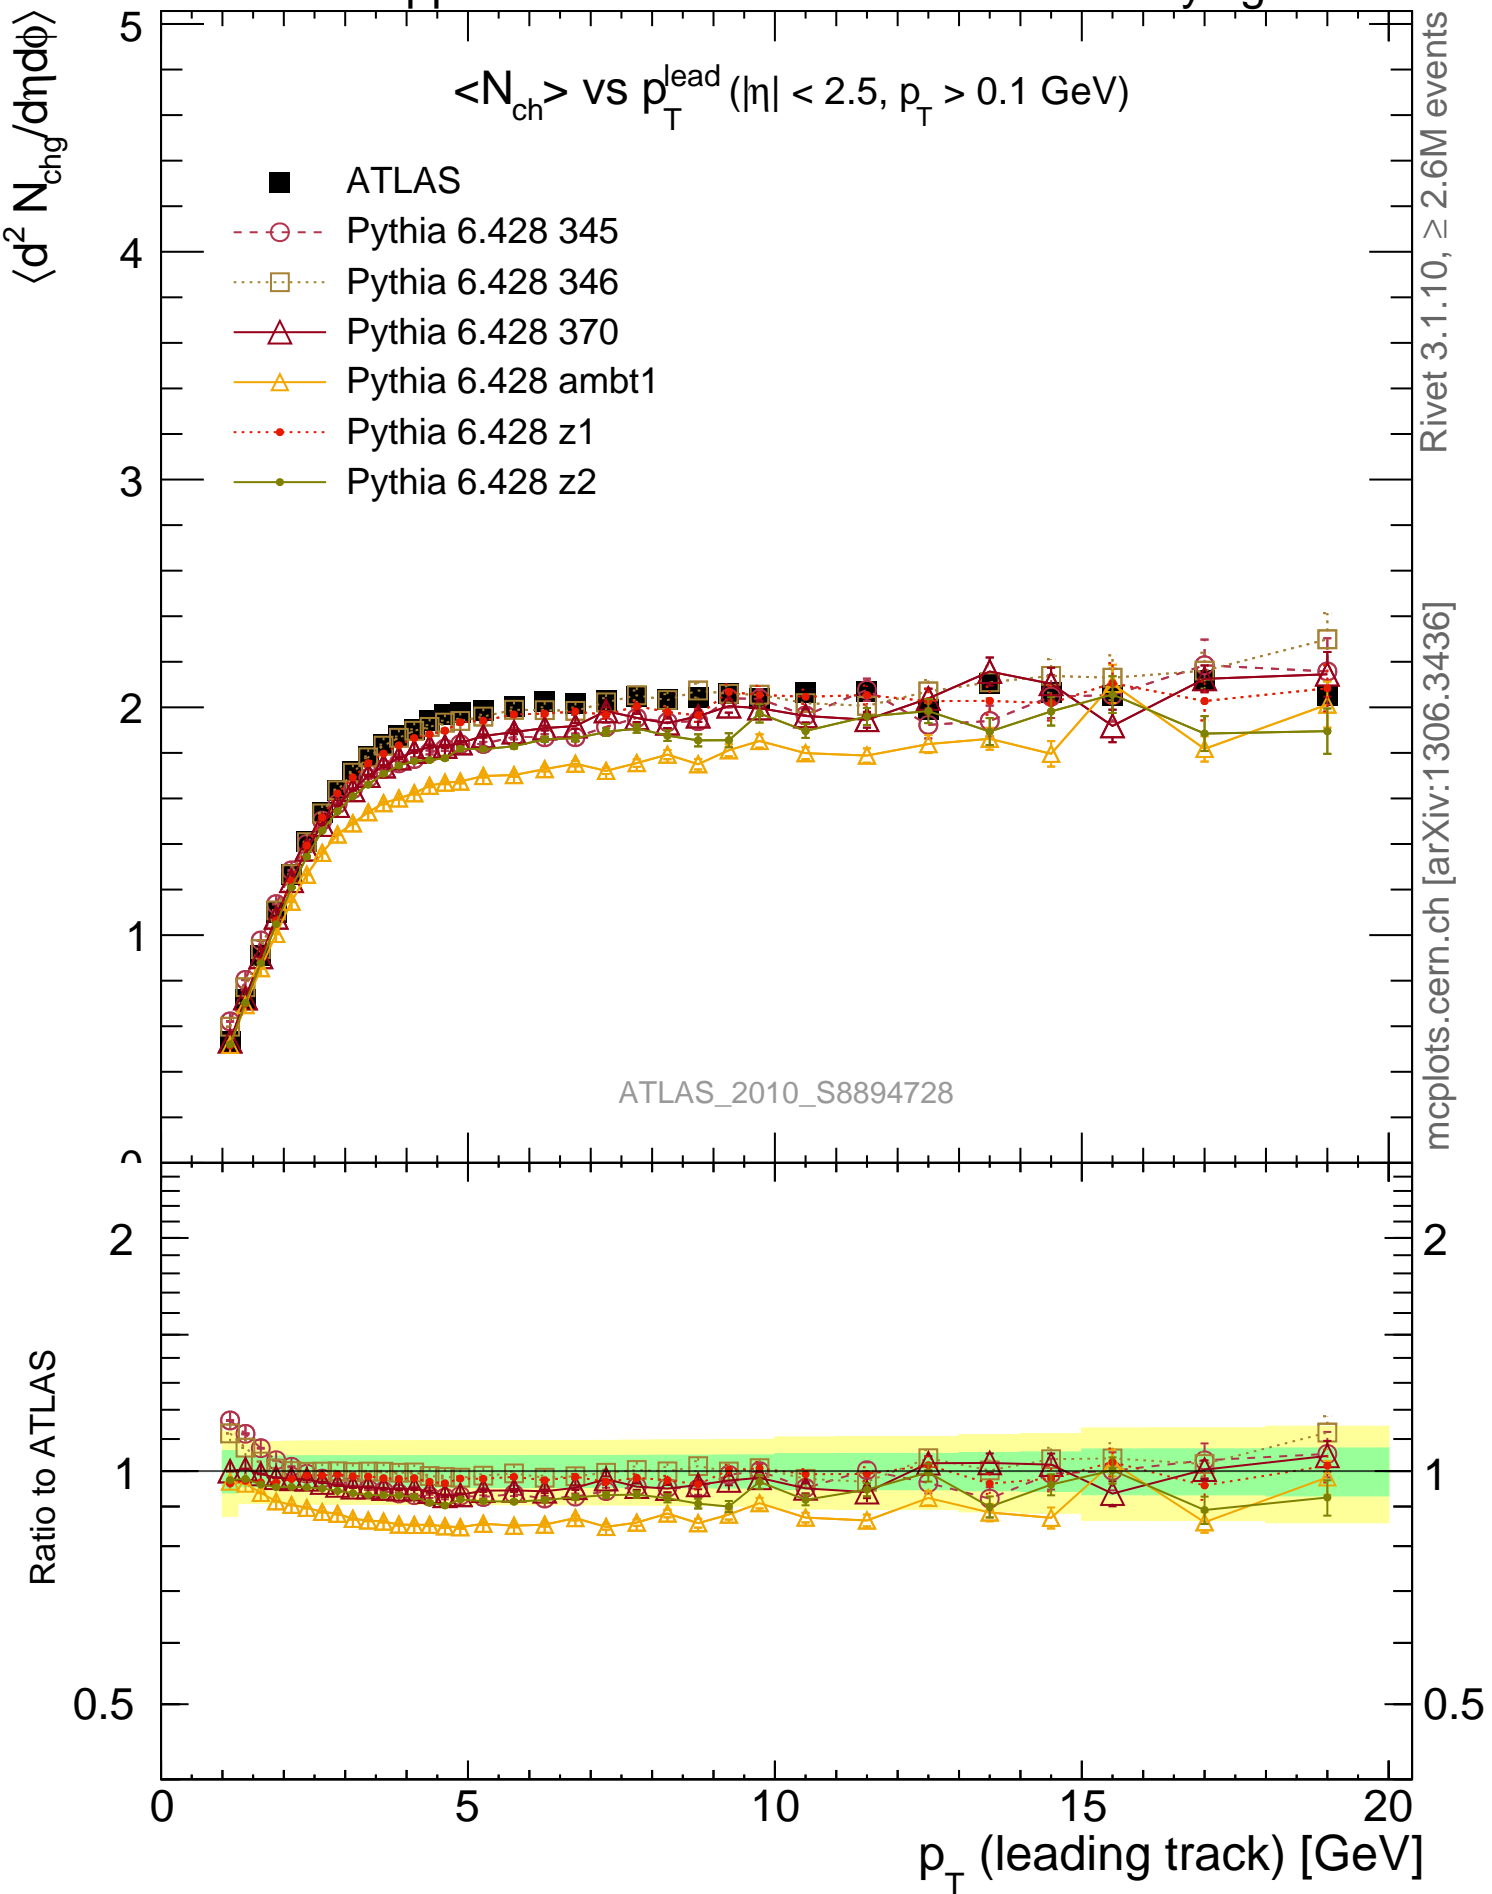 ⟨d² N_chg/dηdϕ⟩
<N_ch> vs p_T^lead (|η| < 2.5, p_T > 0.1 GeV)
ATLAS
Pythia 6.428 345
Pythia 6.428 346
Pythia 6.428 370
Pythia 6.428 ambt1
Pythia 6.428 z1
Pythia 6.428 z2
5
4
3
2
1
ATLAS_2010_S8894728
Rivet 3.1.10, ≥ 2.6M events
mcplots.cern.ch [arXiv:1306.3436]
Ratio to ATLAS
2
1
0.5
2
1
0.5
0 5 10 15 20
p_T (leading track) [GeV]